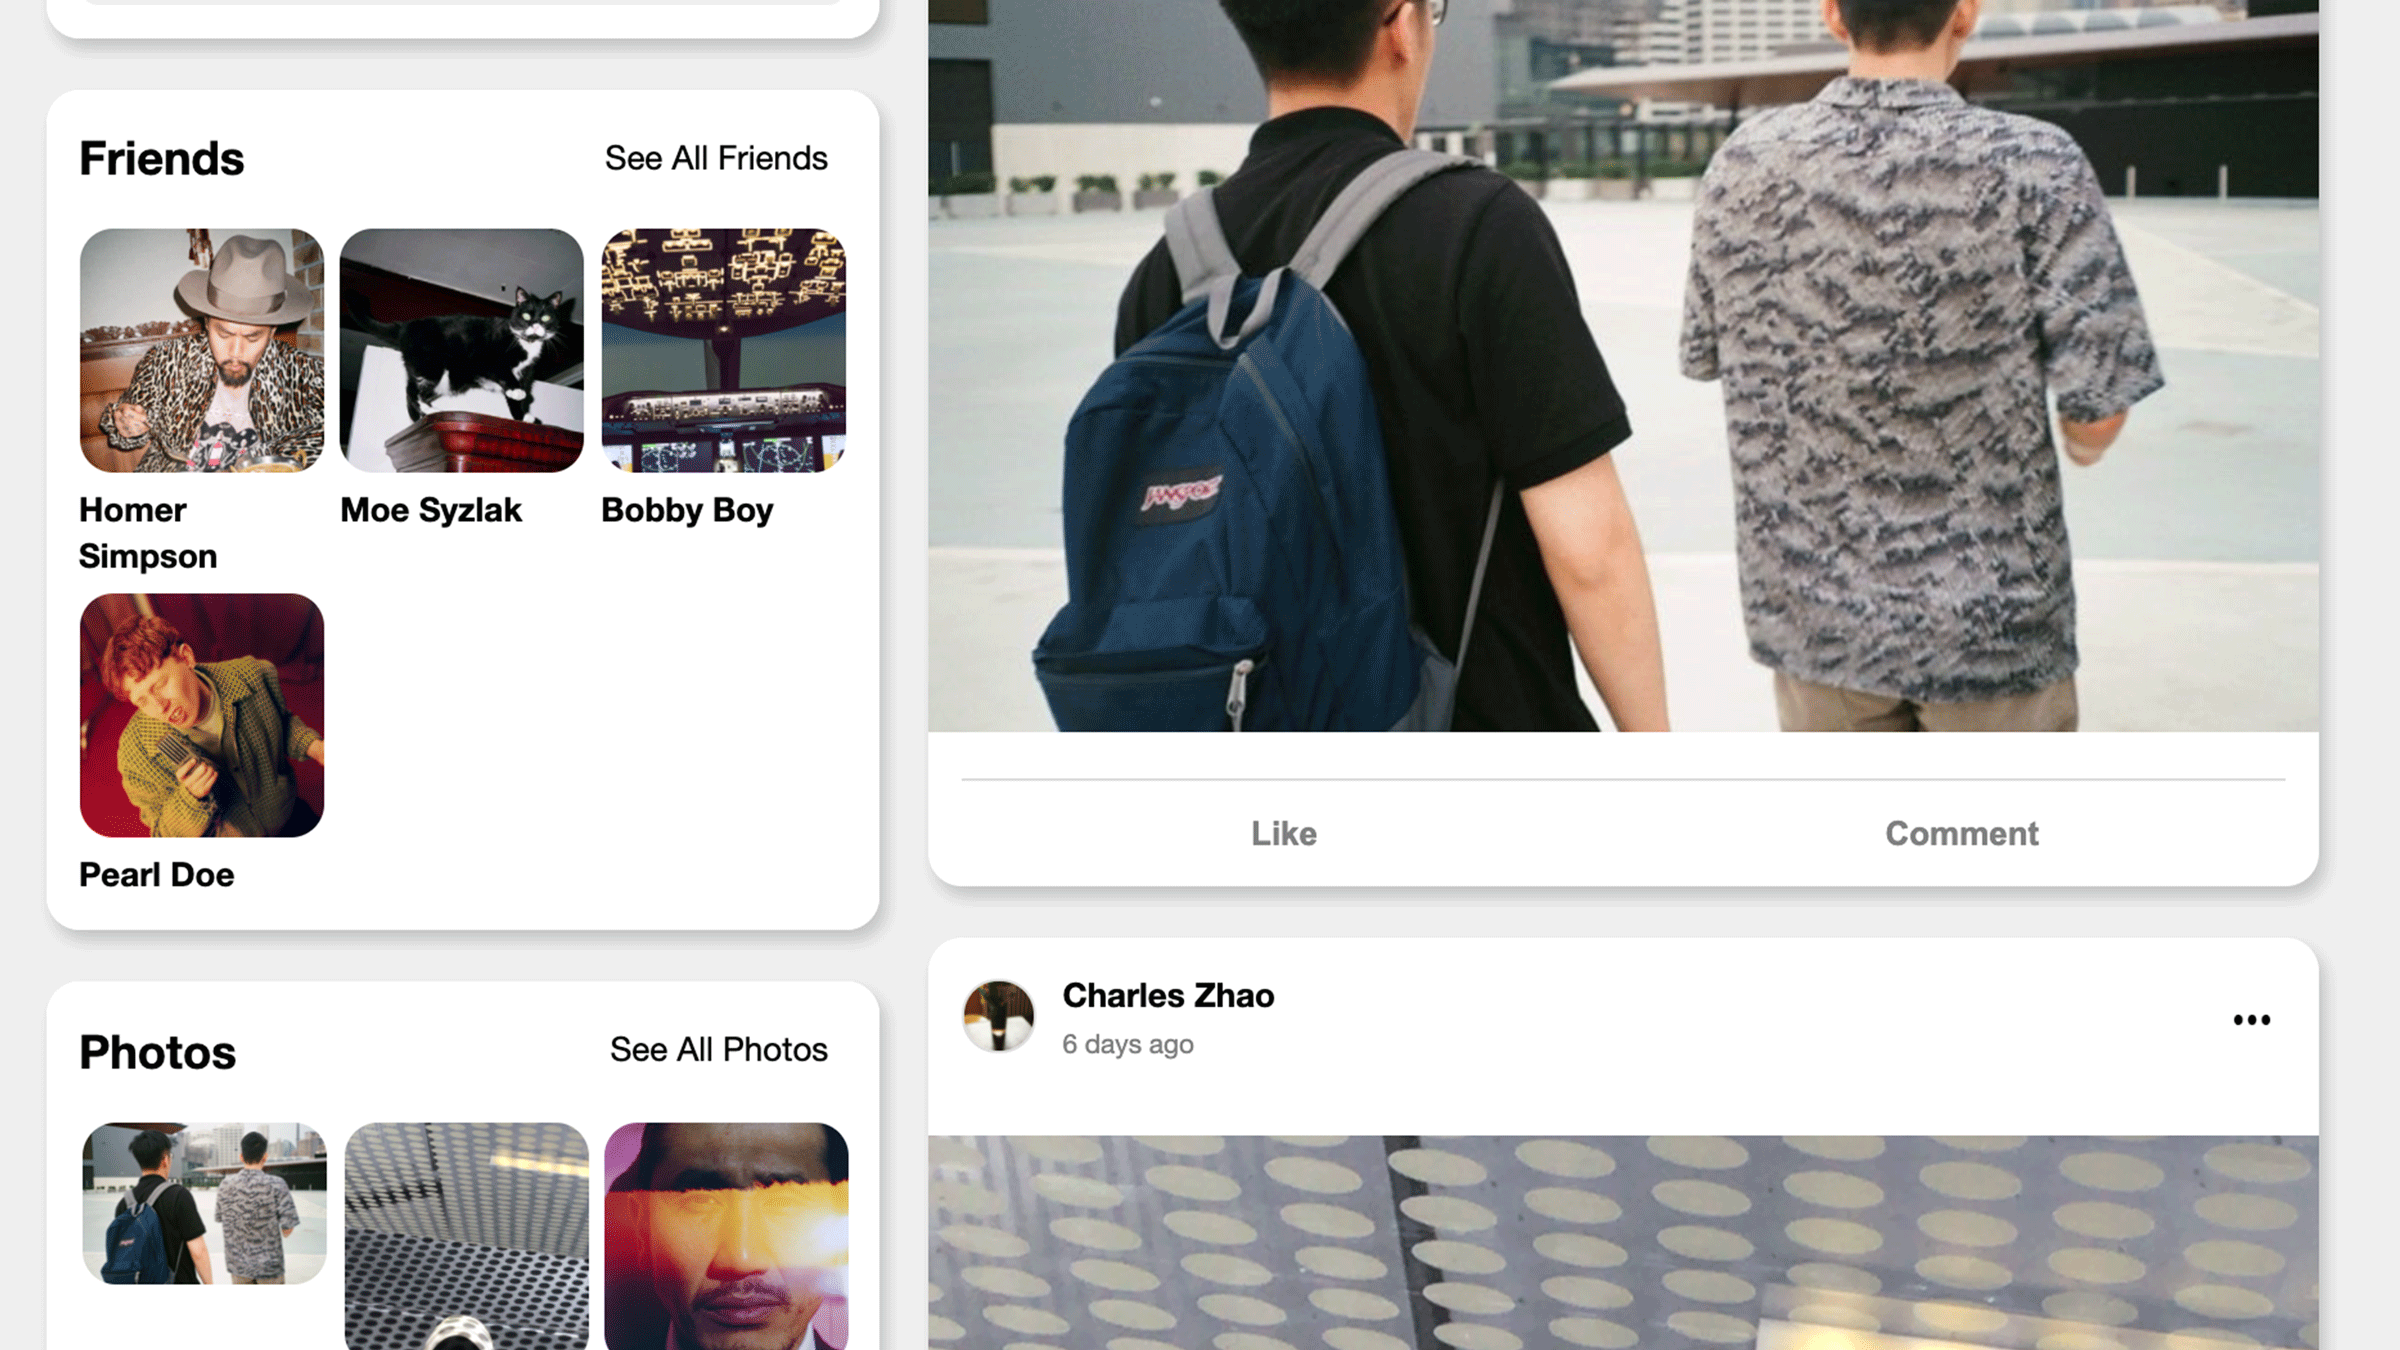 Friends
See All Friends
Homer
Simpson
Moe Syzlak
Bobby Boy
Pearl Doe
Photos
See All Photos
JANSPORT
Like
Comment
Charles Zhao
6 days ago